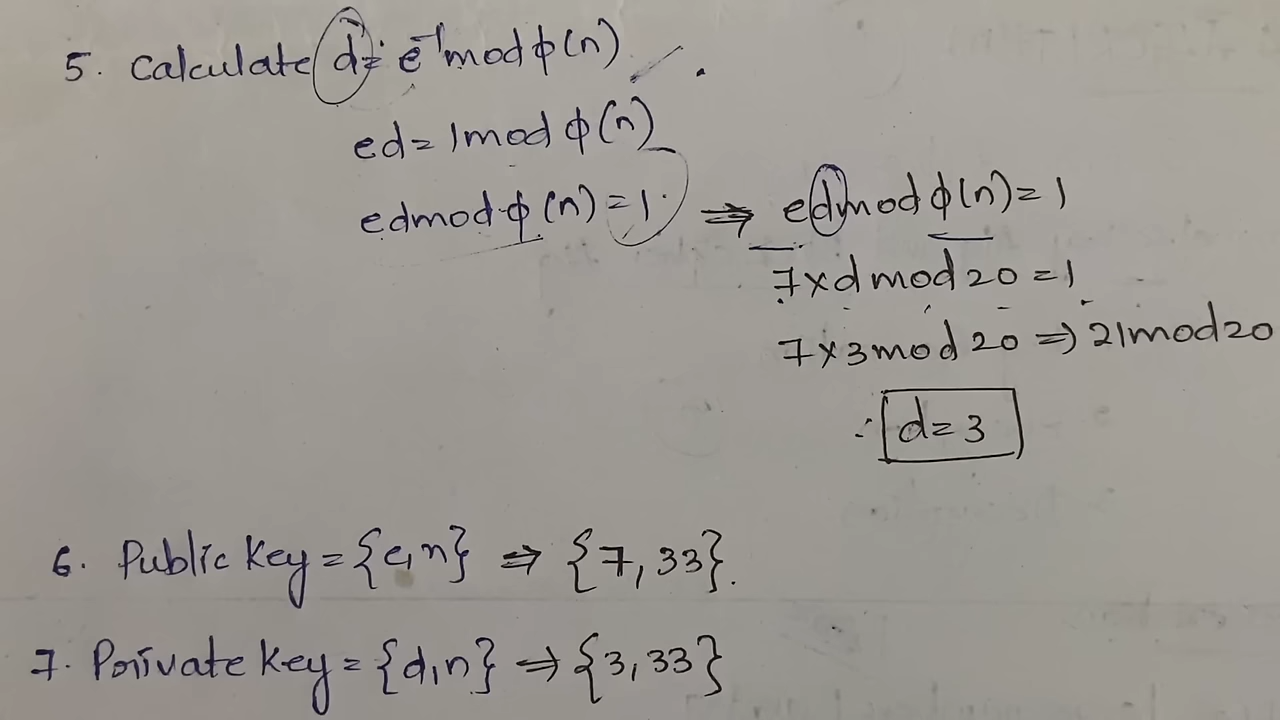 5. Calculate d = e⁻¹ mod ϕ(n)
ed = 1 mod ϕ(n)
ed mod ϕ(n) = 1 ⇒ ed mod ϕ(n) = 1
7 x d mod 20 = 1
7 x 3 mod 20 ⇒ 21 mod 20
∴ d = 3
6. Public Key = {e, n} ⇒ {7, 33}.
7. Private Key = {d, n} ⇒ {3, 33}